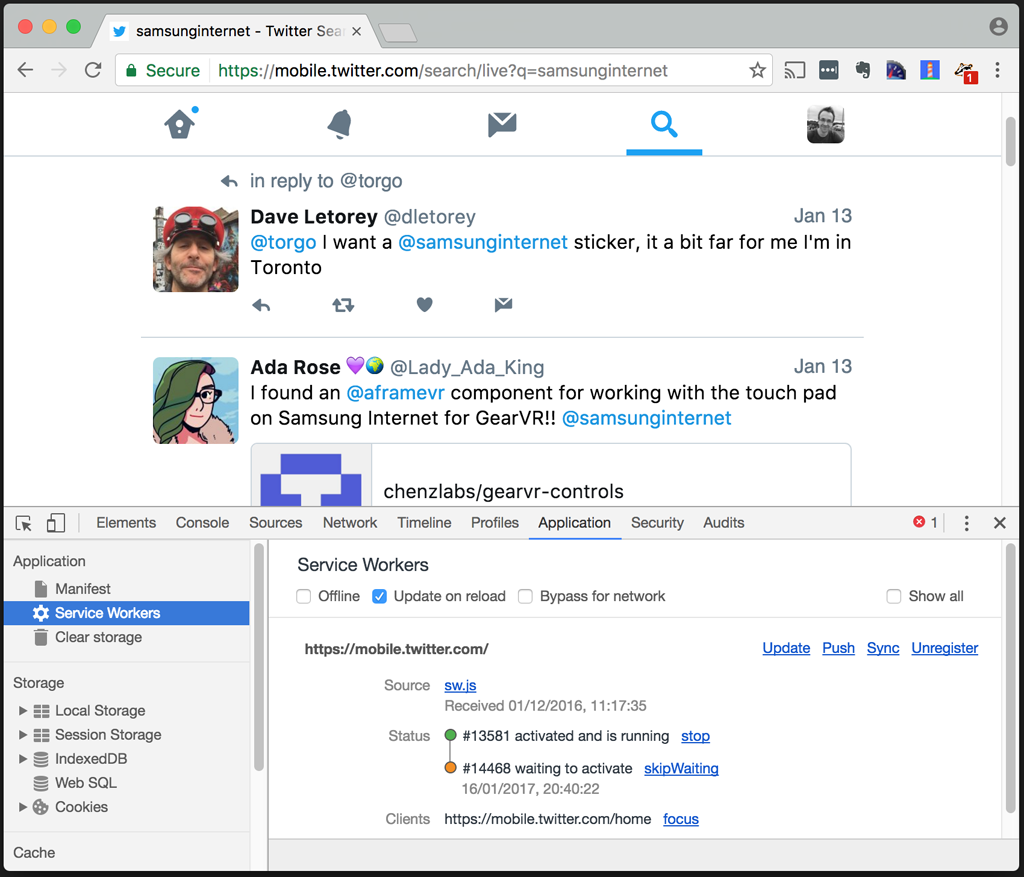 samsunginternet - Twitter Sear
Secure https://mobile.twitter.com/search/live?q=samsunginternet
1
in reply to @torgo
Dave Letorey @dletorey Jan 13
@torgo I want a @samsunginternet sticker, it a bit far for me I'm in
Toronto
Ada Rose 💜🌍 @Lady_Ada_King Jan 13
I found an @aframevr component for working with the touch pad
on Samsung Internet for GearVR!! @samsunginternet
chenzlabs/gearvr-controls
Elements Console Sources Network Timeline Profiles Application Security Audits 1
Application
Manifest
Service Workers
Clear storage
Storage
Local Storage
Session Storage
IndexedDB
Web SQL
Cookies
Cache
Service Workers
Offline Update on reload Bypass for network Show all
https://mobile.twitter.com/ Update Push Sync Unregister
Source sw.js
Received 01/12/2016, 11:17:35
Status #13581 activated and is running stop
#14468 waiting to activate skipWaiting
16/01/2017, 20:40:22
Clients https://mobile.twitter.com/home focus